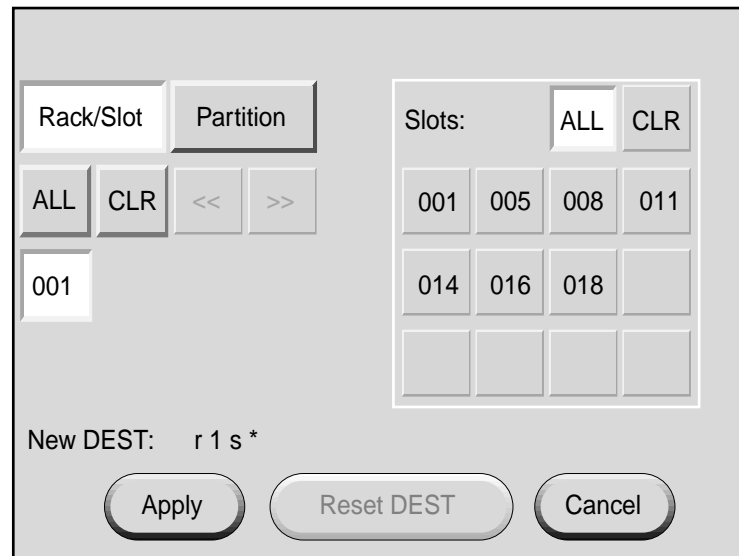 Rack/Slot Partition
ALL CLR << >>
001
Slots: ALL CLR
001 005 008 011
014 016 018
New DEST: r 1 s *
Apply Reset DEST Cancel